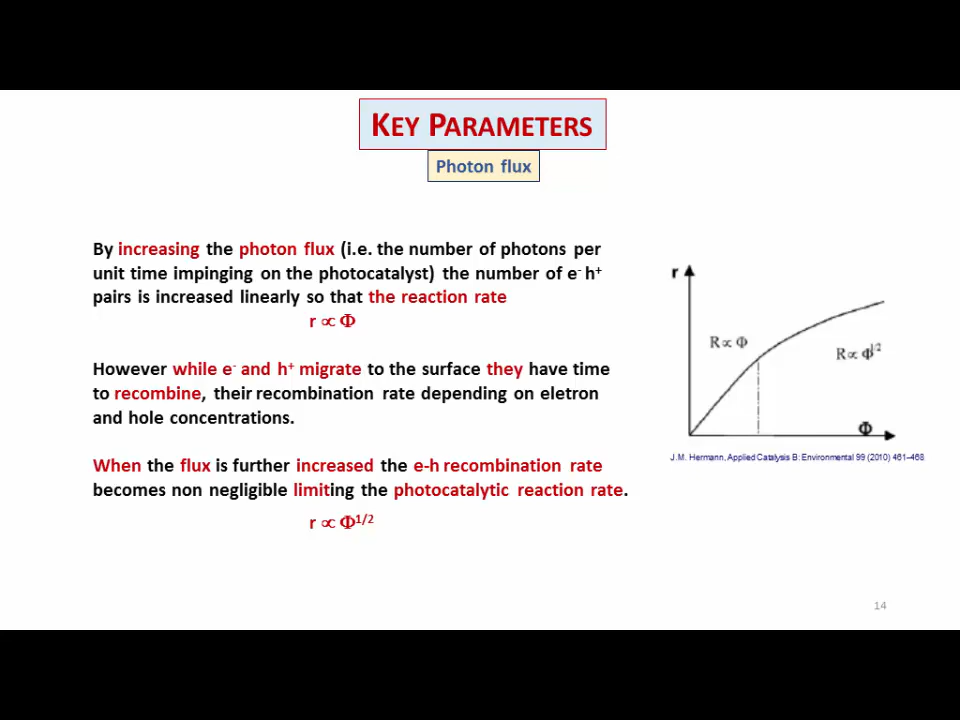 KEY PARAMETERS
Photon flux
By increasing the photon flux (i.e. the number of photons per
unit time impinging on the photocatalyst) the number of e⁻ h⁺
pairs is increased linearly so that the reaction rate
r ∝ Φ
However while e⁻ and h⁺ migrate to the surface they have time
to recombine, their recombination rate depending on eletron
and hole concentrations.
When the flux is further increased the e-h recombination rate
becomes non negligible limiting the photocatalytic reaction rate.
r ∝ Φ¹/²
r
R ∝ Φ
R ∝ Φ¹/²
Φ
J.M. Hermann, Applied Catalysis B: Environmental 99 (2010) 461–468
14